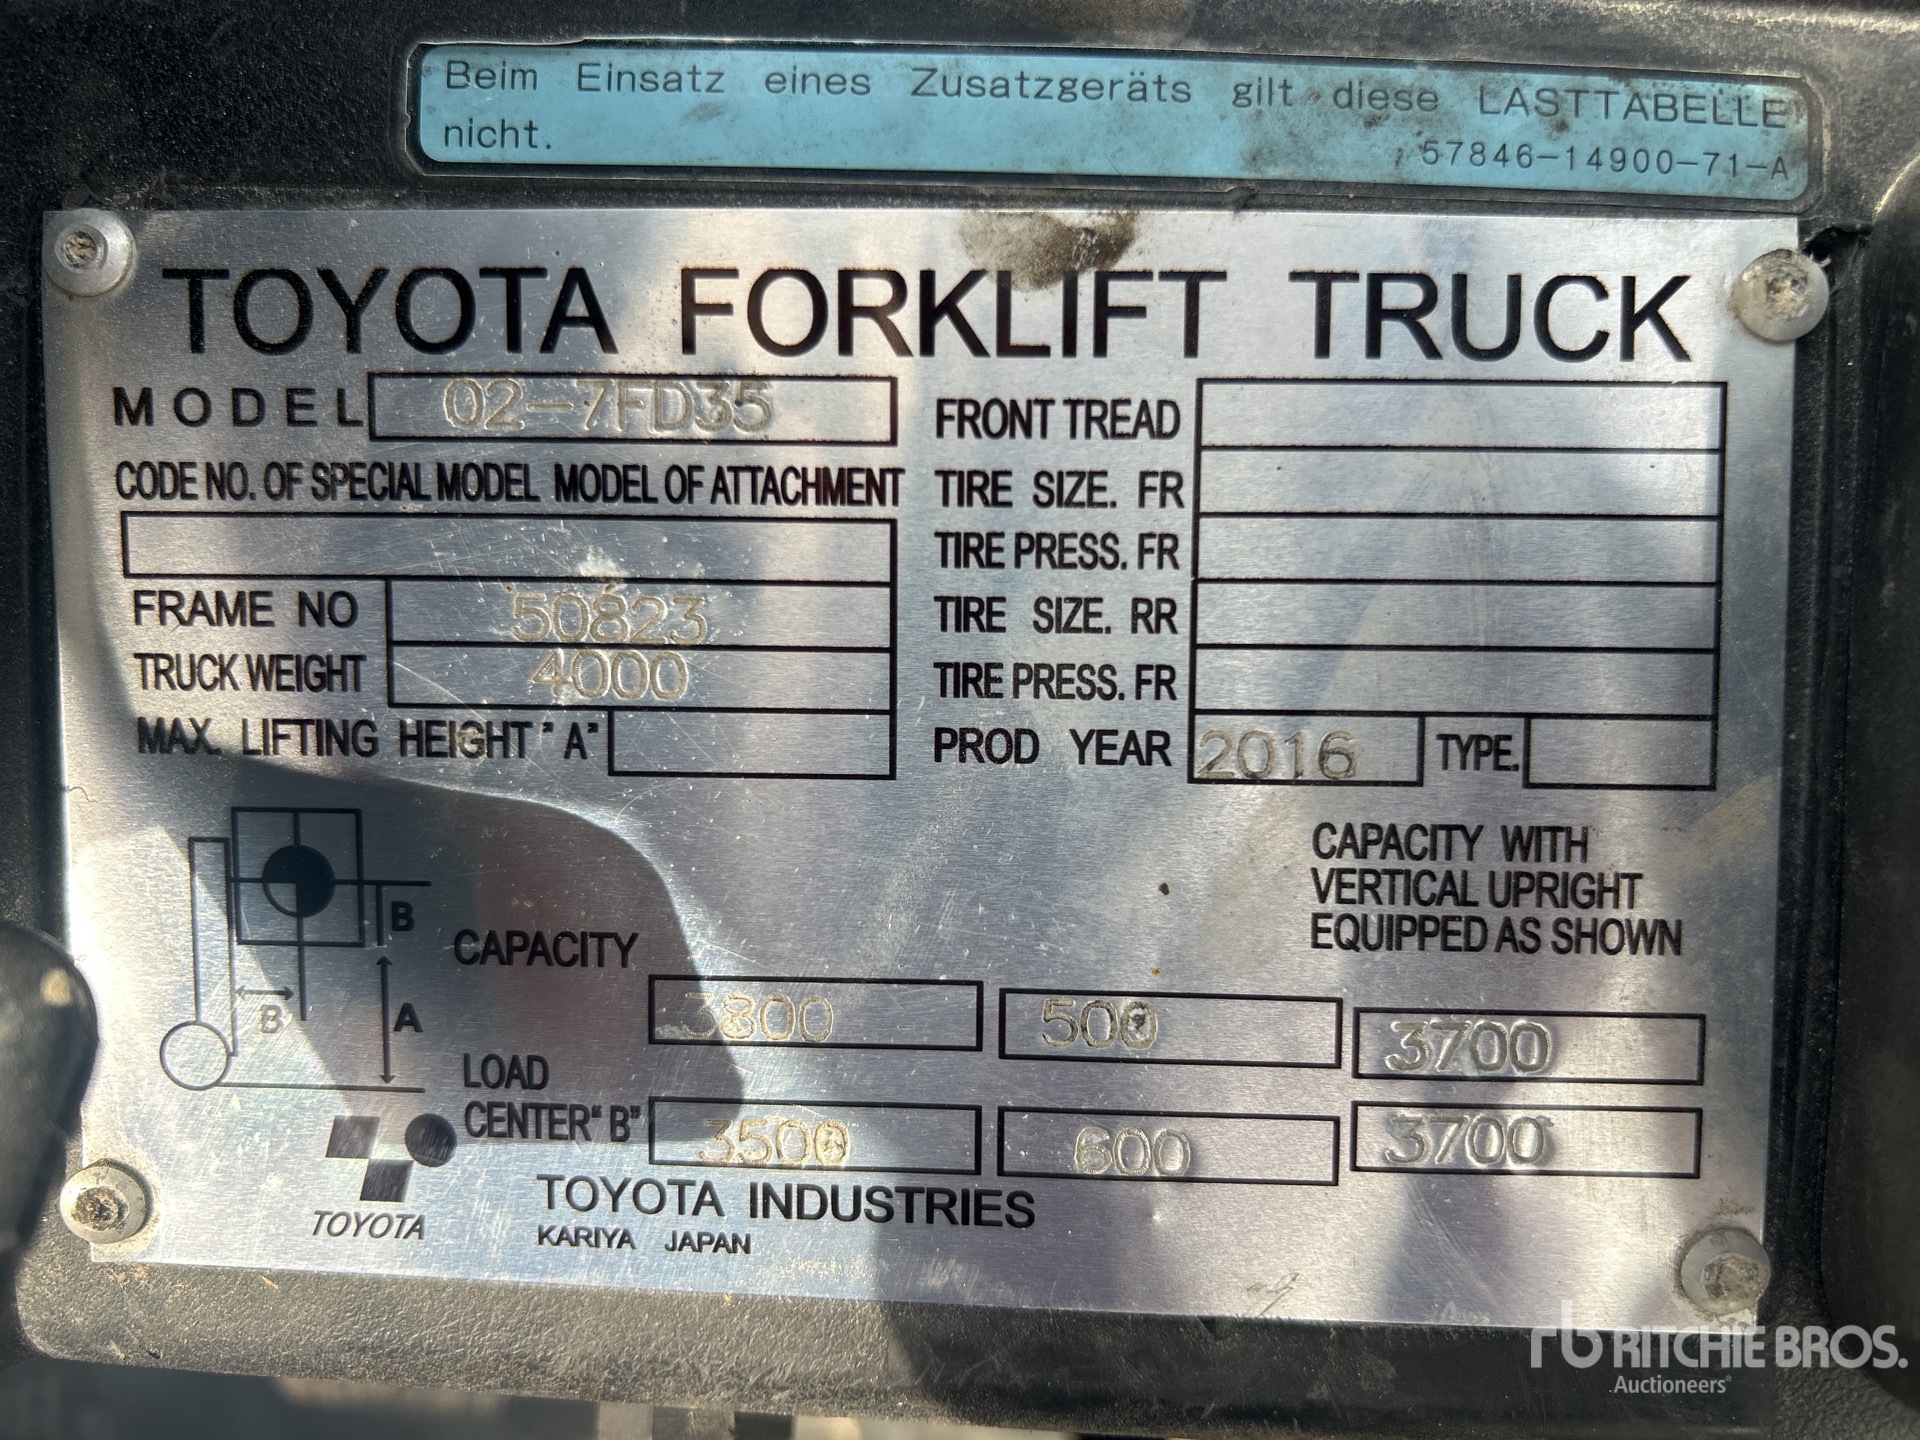 Beim Einsatz eines Zusatzgeräts gilt diese LASTTABELLE
nicht.
57846-14900-71-A
TOYOTA FORKLIFT TRUCK
MODEL 02-7FD35
CODE NO. OF SPECIAL MODEL MODEL OF ATTACHMENT
FRAME NO 50823
TRUCK WEIGHT 4000
MAX. LIFTING HEIGHT "A"
FRONT TREAD
TIRE SIZE. FR
TIRE PRESS. FR
TIRE SIZE. RR
TIRE PRESS. FR
PROD YEAR 2016 TYPE.
CAPACITY WITH
VERTICAL UPRIGHT
EQUIPPED AS SHOWN
B
B
A
CAPACITY
3800 500 3700
LOAD
CENTER "B"
3500 600 3700
TOYOTA
TOYOTA INDUSTRIES
KARIYA JAPAN
rb RITCHIE BROS.
Auctioneers